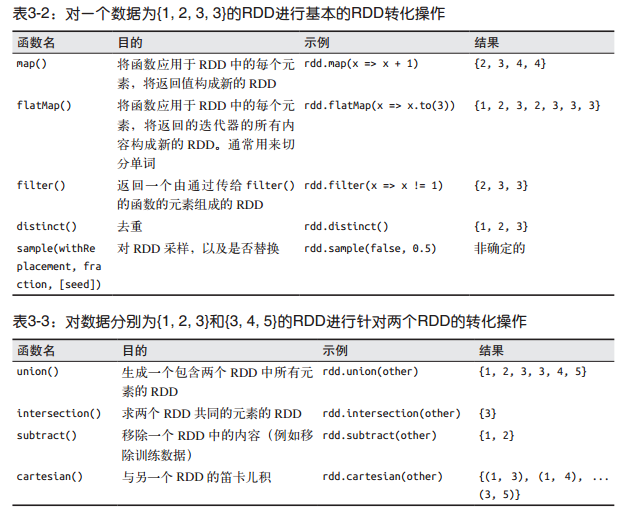 表3-2：对一个数据为{1, 2, 3, 3}的RDD进行基本的RDD转化操作
函数名 目的 示例 结果
map() 将函数应用于 RDD 中的每个元 rdd.map(x => x + 1) {2, 3, 4, 4}
素，将返回值构成新的 RDD
flatMap() 将函数应用于 RDD 中的每个元 rdd.flatMap(x => x.to(3)) {1, 2, 3, 2, 3, 3, 3}
素，将返回的迭代器的所有内
容构成新的 RDD。通常用来切
分单词
filter() 返回一个由通过传给 filter() rdd.filter(x => x != 1) {2, 3, 3}
的函数的元素组成的 RDD
distinct() 去重 rdd.distinct() {1, 2, 3}
sample(withRe 对 RDD 采样，以及是否替换 rdd.sample(false, 0.5) 非确定的
placement, fra
ction, [seed])
表3-3：对数据分别为{1, 2, 3}和{3, 4, 5}的RDD进行针对两个RDD的转化操作
函数名 目的 示例 结果
union() 生成一个包含两个 RDD 中所有元 rdd.union(other) {1, 2, 3, 3, 4, 5}
素的 RDD
intersection() 求两个 RDD 共同的元素的 RDD rdd.intersection(other) {3}
subtract() 移除一个 RDD 中的内容（例如移 rdd.subtract(other) {1, 2}
除训练数据）
cartesian() 与另一个 RDD 的笛卡儿积 rdd.cartesian(other) {(1, 3), (1, 4), ...
(3, 5)}